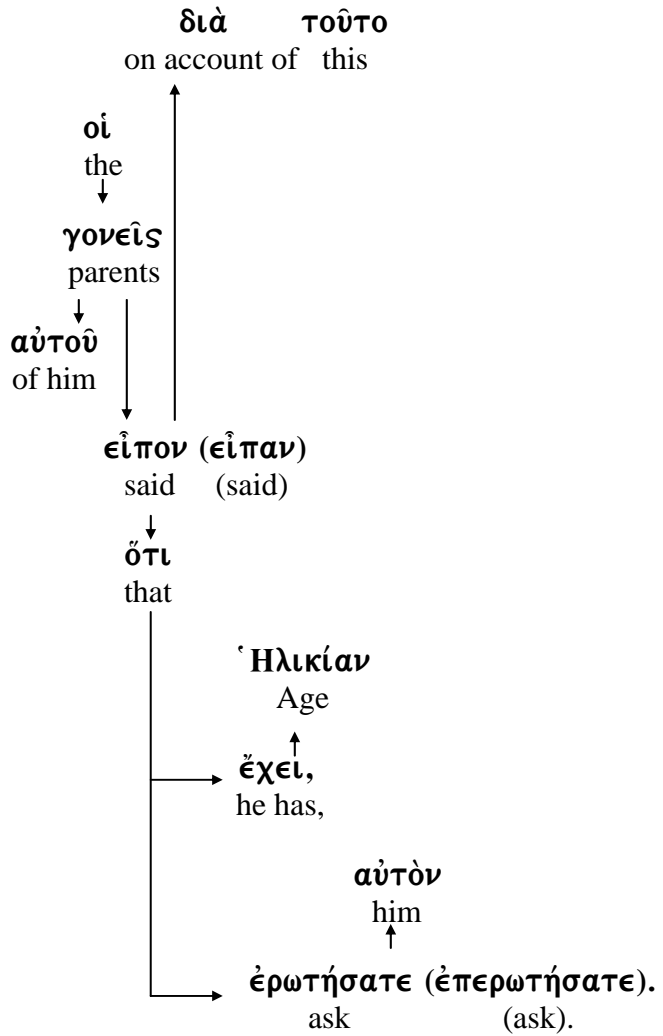 διὰ τοῦτο
on account of this
οἱ
the
γονεῖς
parents
αὐτοῦ
of him
εἶπον (εἶπαν)
said (said)
ὅτι
that
Ἡλικίαν
Age
ἔχει,
he has,
αὐτὸν
him
ἐρωτήσατε (ἐπερωτήσατε).
ask (ask).